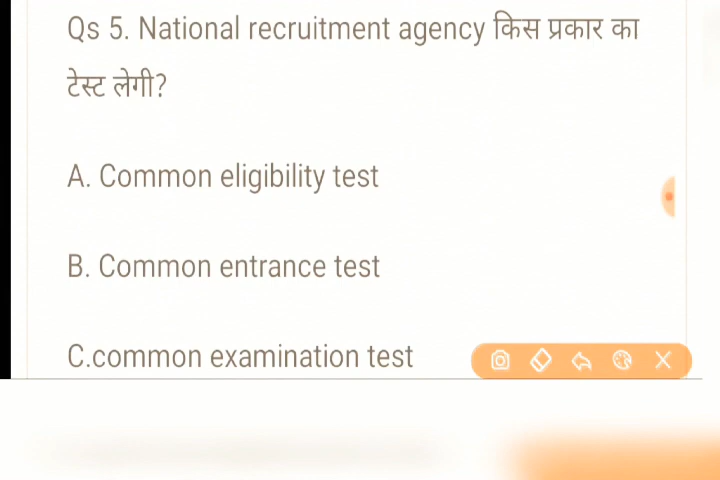 Qs 5. National recruitment agency किस प्रकार का
टेस्ट लेगी?
A. Common eligibility test
B. Common entrance test
C.common examination test